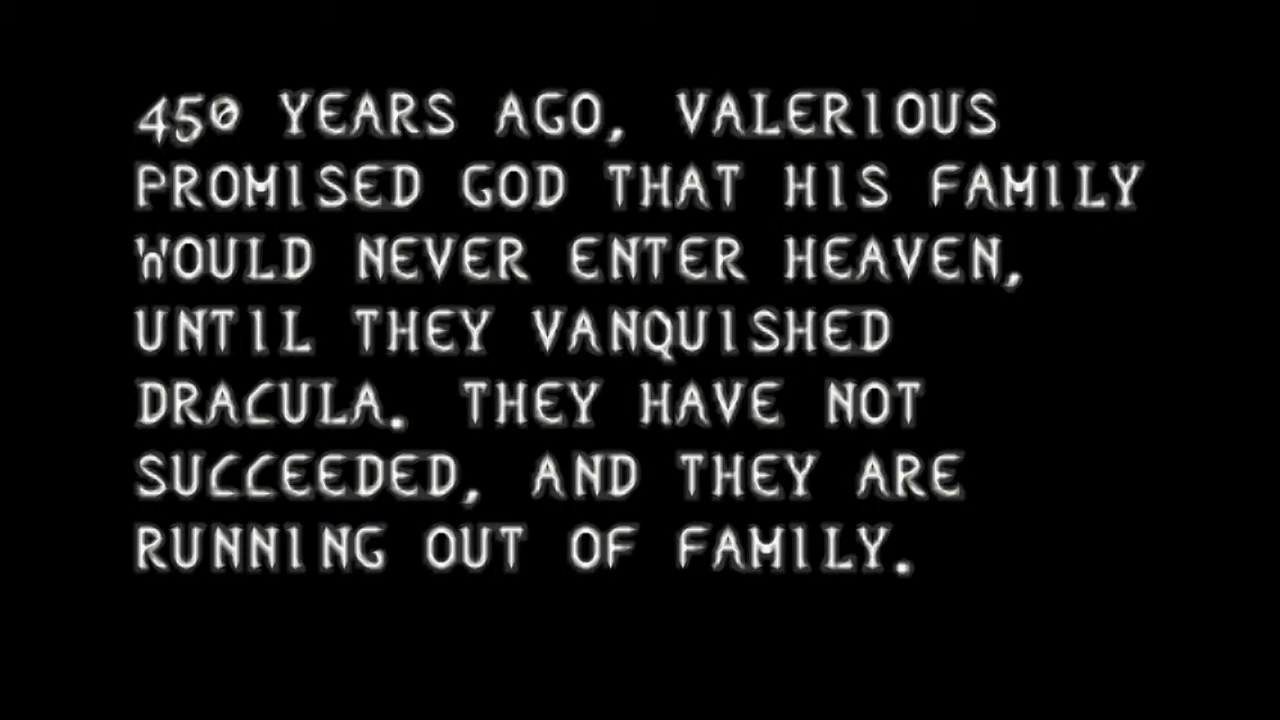 450 YEARS AGO, VALERIOUS
PROMISED GOD THAT HIS FAMILY
WOULD NEVER ENTER HEAVEN,
UNTIL THEY VANQUISHED
DRACULA. THEY HAVE NOT
SUCCEEDED, AND THEY ARE
RUNNING OUT OF FAMILY.